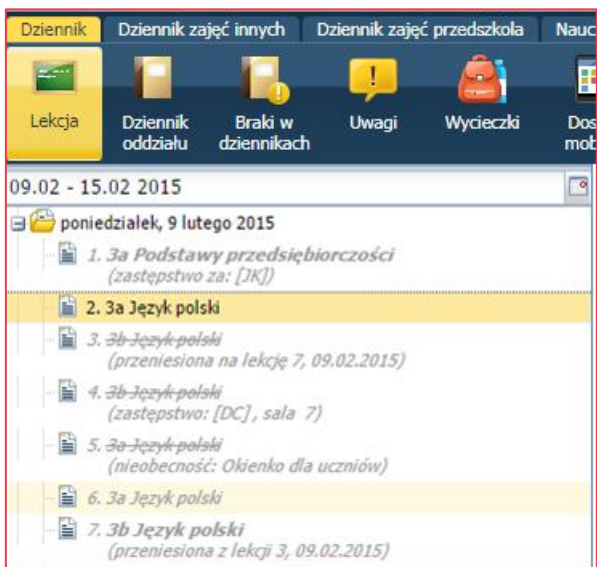 Dziennik Dziennik zajęć innych Dziennik zajęć przedszkola Nauc
Lekcja Dziennik oddziału Braki w dziennikach Uwagi Wycieczki Dos mob
09.02 - 15.02 2015
poniedziałek, 9 lutego 2015
1. 3a Podstawy przedsiębiorczości
(zastępstwo za: [JK])
2. 3a Język polski
3. 3b Język polski
(przeniesiona na lekcję 7, 09.02.2015)
4. 3b Język polski
(zastępstwo: [DC], sala 7)
5. 3a Język polski
(nieobecność: Okienko dla uczniów)
6. 3a Język polski
7. 3b Język polski
(przeniesiona z lekcji 3, 09.02.2015)